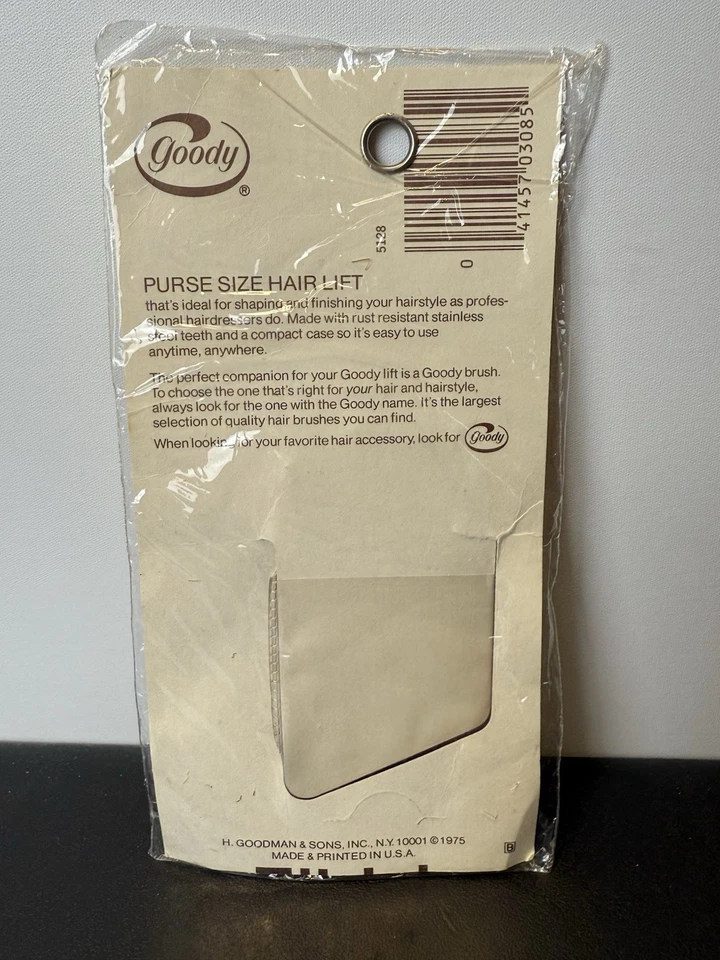 goody
®
5128
0
41457 03085
PURSE SIZE HAIR LIFT
that's ideal for shaping and finishing your hairstyle as profes-
sional hairdressers do. Made with rust resistant stainless
steel teeth and a compact case so it's easy to use
anytime, anywhere.
The perfect companion for your Goody lift is a Goody brush.
To choose the one that's right for your hair and hairstyle,
always look for the one with the Goody name. It's the largest
selection of quality hair brushes you can find.
When looking for your favorite hair accessory, look for goody
H. GOODMAN & SONS, INC., N.Y. 10001 © 1975
MADE & PRINTED IN U.S.A.
B